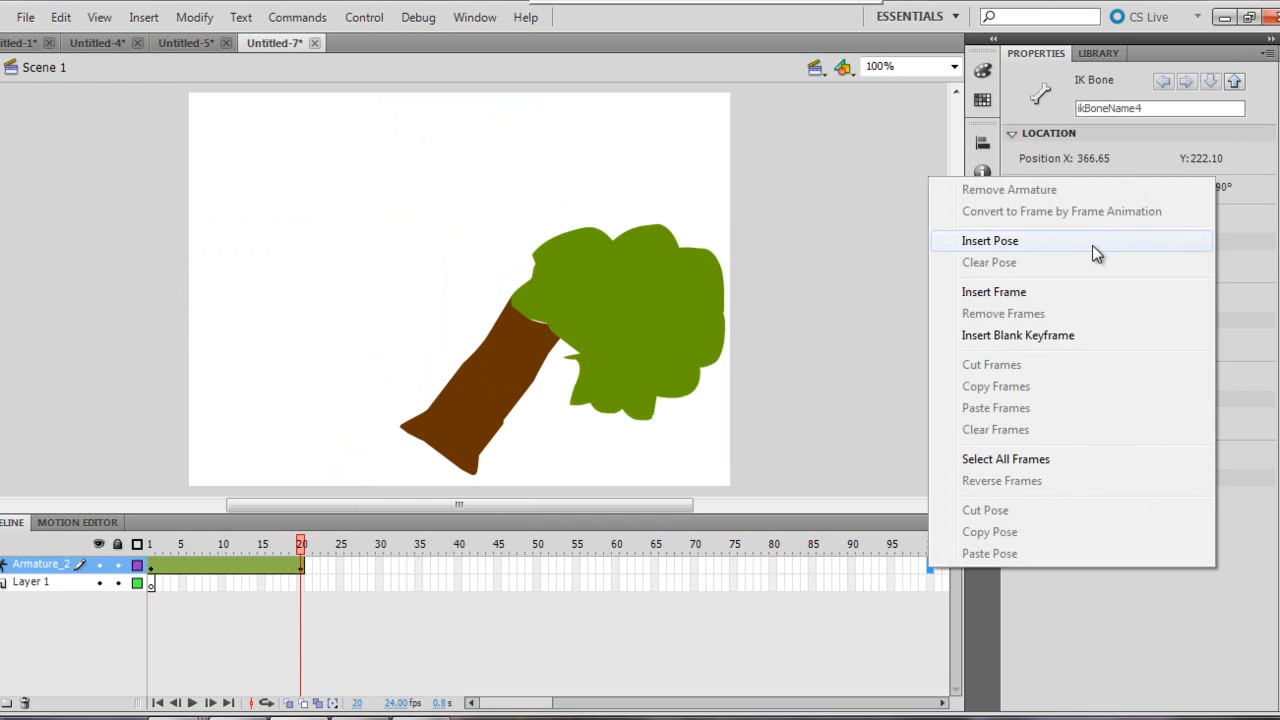 File Edit View Insert Modify Text Commands Control Debug Window Help ESSENTIALS CS Live
itled-1* Untitled-4* Untitled-5* Untitled-7*
PROPERTIES LIBRARY
Scene 1 100%
IK Bone
ikBoneName4
LOCATION
Position X: 366.65 Y: 222.10
90°
Remove Armature
Convert to Frame by Frame Animation
Insert Pose
Clear Pose
Insert Frame
Remove Frames
Insert Blank Keyframe
Cut Frames
Copy Frames
Paste Frames
Clear Frames
Select All Frames
Reverse Frames
Cut Pose
Copy Pose
Paste Pose
ELINE MOTION EDITOR
1 5 10 15 20 25 30 35 40 45 50 55 60 65 70 75 80 85 90 95
Armature_2
Layer 1
20 24.00 fps 0.8 s